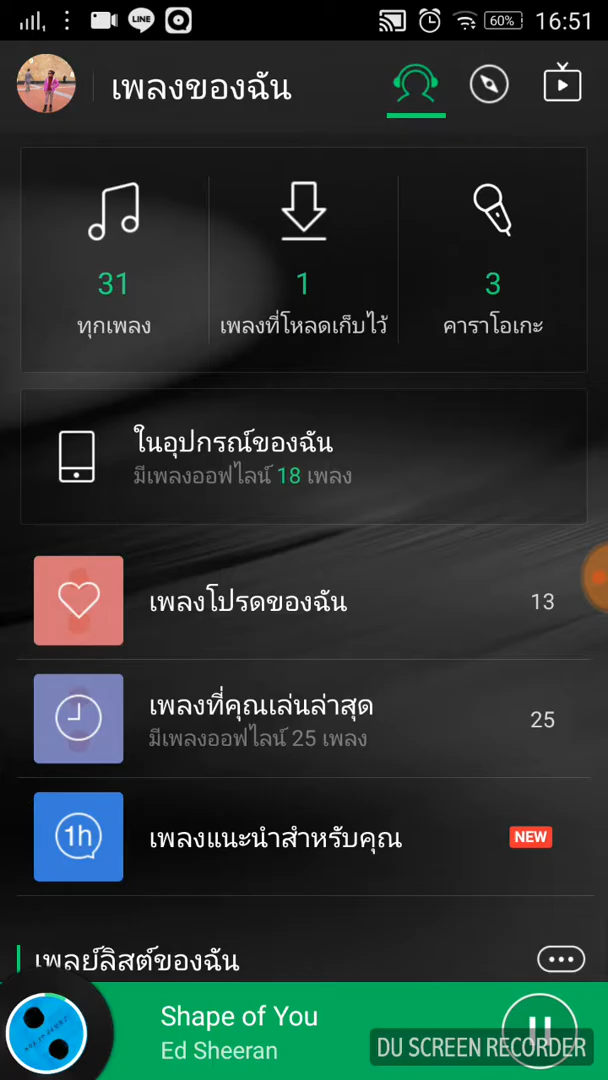 LINE
60%
16:51
เพลงของฉัน
31
ทุกเพลง
1
เพลงที่โหลดเก็บไว้
3
คาราโอเกะ
ในอุปกรณ์ของฉัน
มีเพลงออฟไลน์ 18 เพลง
เพลงโปรดของฉัน
13
เพลงที่คุณเล่นล่าสุด
มีเพลงออฟไลน์ 25 เพลง
25
1h
เพลงแนะนำสำหรับคุณ
NEW
เพลย์ลิสต์ของฉัน
Shape of You
Ed Sheeran
DU SCREEN RECORDER